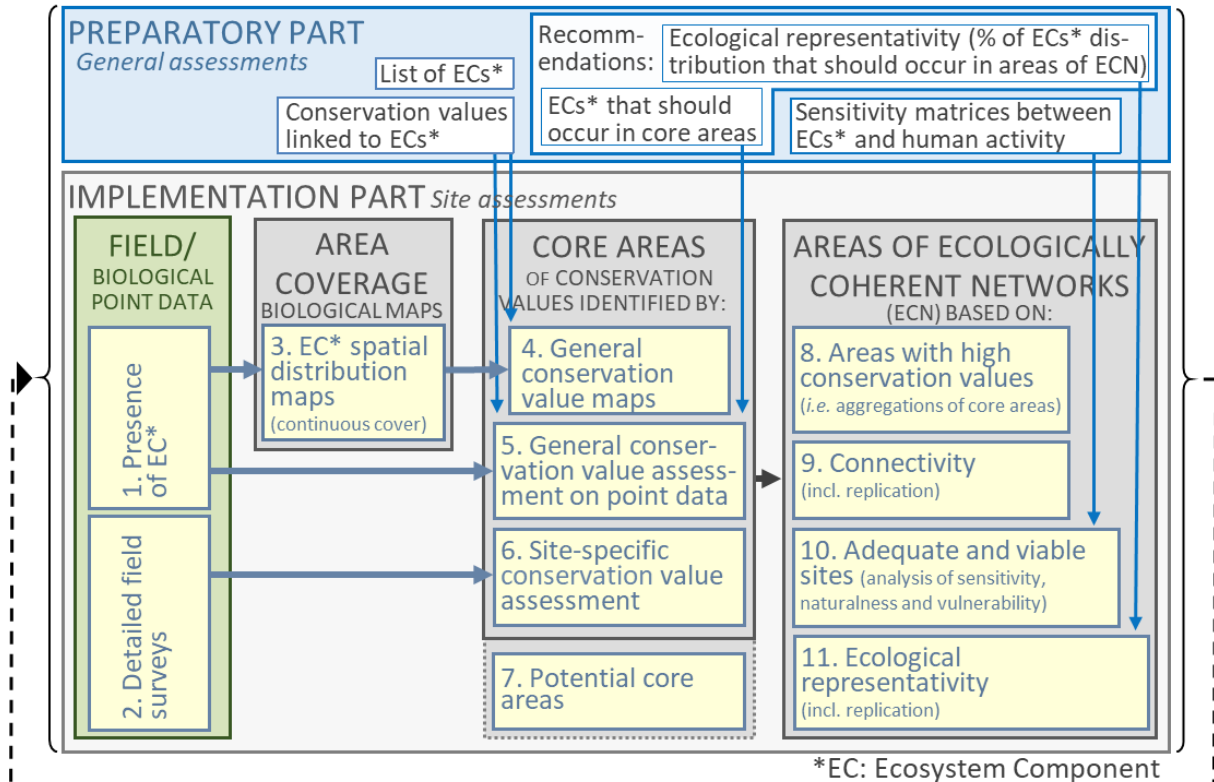 PREPARATORY PART
General assessments
List of ECs*
Conservation values
linked to ECs*
Recomm-
endations:
Ecological representativity (% of ECs* dis-
tribution that should occur in areas of ECN)
ECs* that should
occur in core areas
Sensitivity matrices between
ECs* and human activity
IMPLEMENTATION PART Site assessments
FIELD/
BIOLOGICAL
POINT DATA
1. Presence
of EC*
2. Detailed field
surveys
AREA
COVERAGE
BIOLOGICAL MAPS
3. EC* spatial
distribution
maps
(continuous cover)
CORE AREAS
OF CONSERVATION
VALUES IDENTIFIED BY:
4. General
conservation
value maps
5. General conser-
vation value assess-
ment on point data
6. Site-specific
conservation value
assessment
7. Potential core
areas
AREAS OF ECOLOGICALLY
COHERENT NETWORKS
(ECN) BASED ON:
8. Areas with high
conservation values
(i.e. aggregations of core areas)
9. Connectivity
(incl. replication)
10. Adequate and viable
sites (analysis of sensitivity,
naturalness and vulnerability)
11. Ecological
representativity
(incl. replication)
*EC: Ecosystem Component